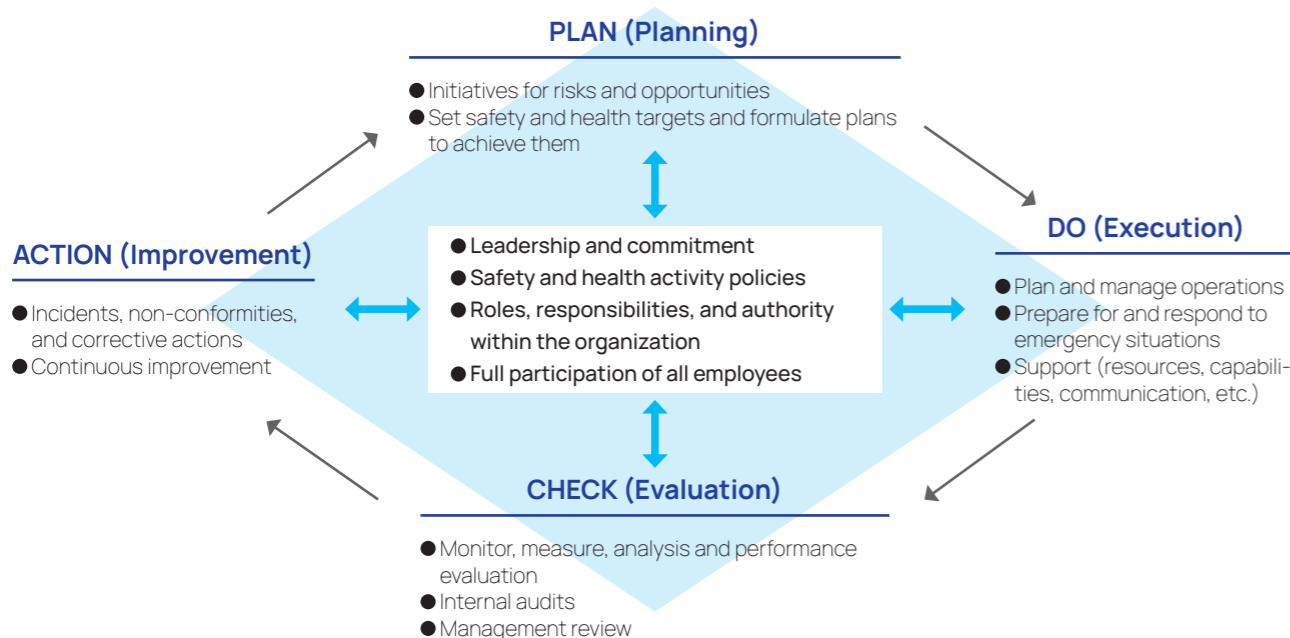 PLAN (Planning)
● Initiatives for risks and opportunities
● Set safety and health targets and formulate plans
to achieve them
DO (Execution)
● Plan and manage operations
● Prepare for and respond to
emergency situations
● Support (resources, capabili-
ties, communication, etc.)
ACTION (Improvement)
● Incidents, non-conformities,
and corrective actions
● Continuous improvement
● Leadership and commitment
● Safety and health activity policies
● Roles, responsibilities, and authority
within the organization
● Full participation of all employees
CHECK (Evaluation)
● Monitor, measure, analysis and performance
evaluation
● Internal audits
● Management review